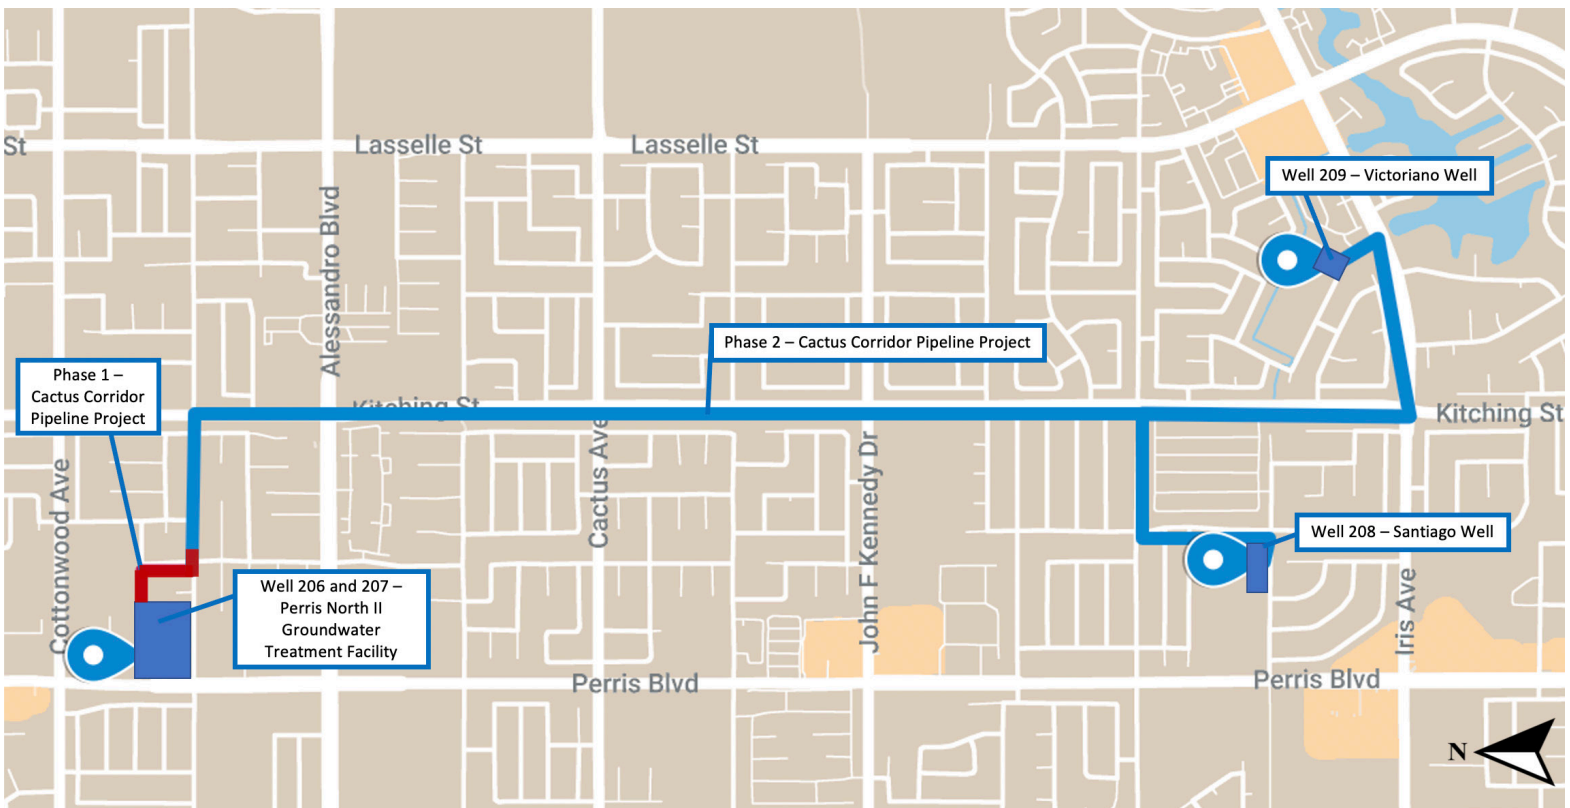 St
Lasselle St
Lasselle St
Well 209 – Victoriano Well
Alessandro Blvd
Phase 2 – Cactus Corridor Pipeline Project
Phase 1 –
Cactus Corridor
Pipeline Project
Kitching St
Kitching St
Cottonwood Ave
Cactus Ave
John F Kennedy Dr
Well 208 – Santiago Well
Well 206 and 207 –
Perris North II
Groundwater
Treatment Facility
Iris Ave
Perris Blvd
Perris Blvd
N